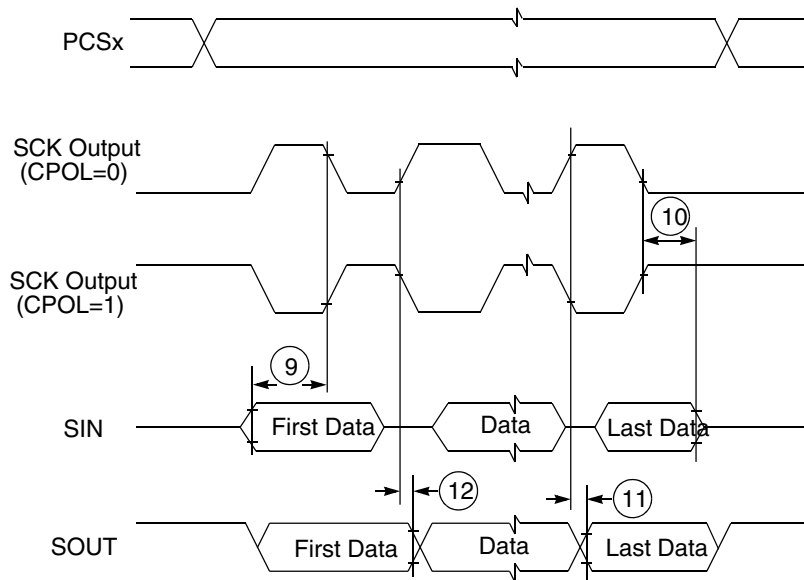 PCSx
SCK Output
(CPOL=0)
10
SCK Output
(CPOL=1)
9
SIN
First Data
Data
Last Data
12
11
SOUT
First Data
Data
Last Data